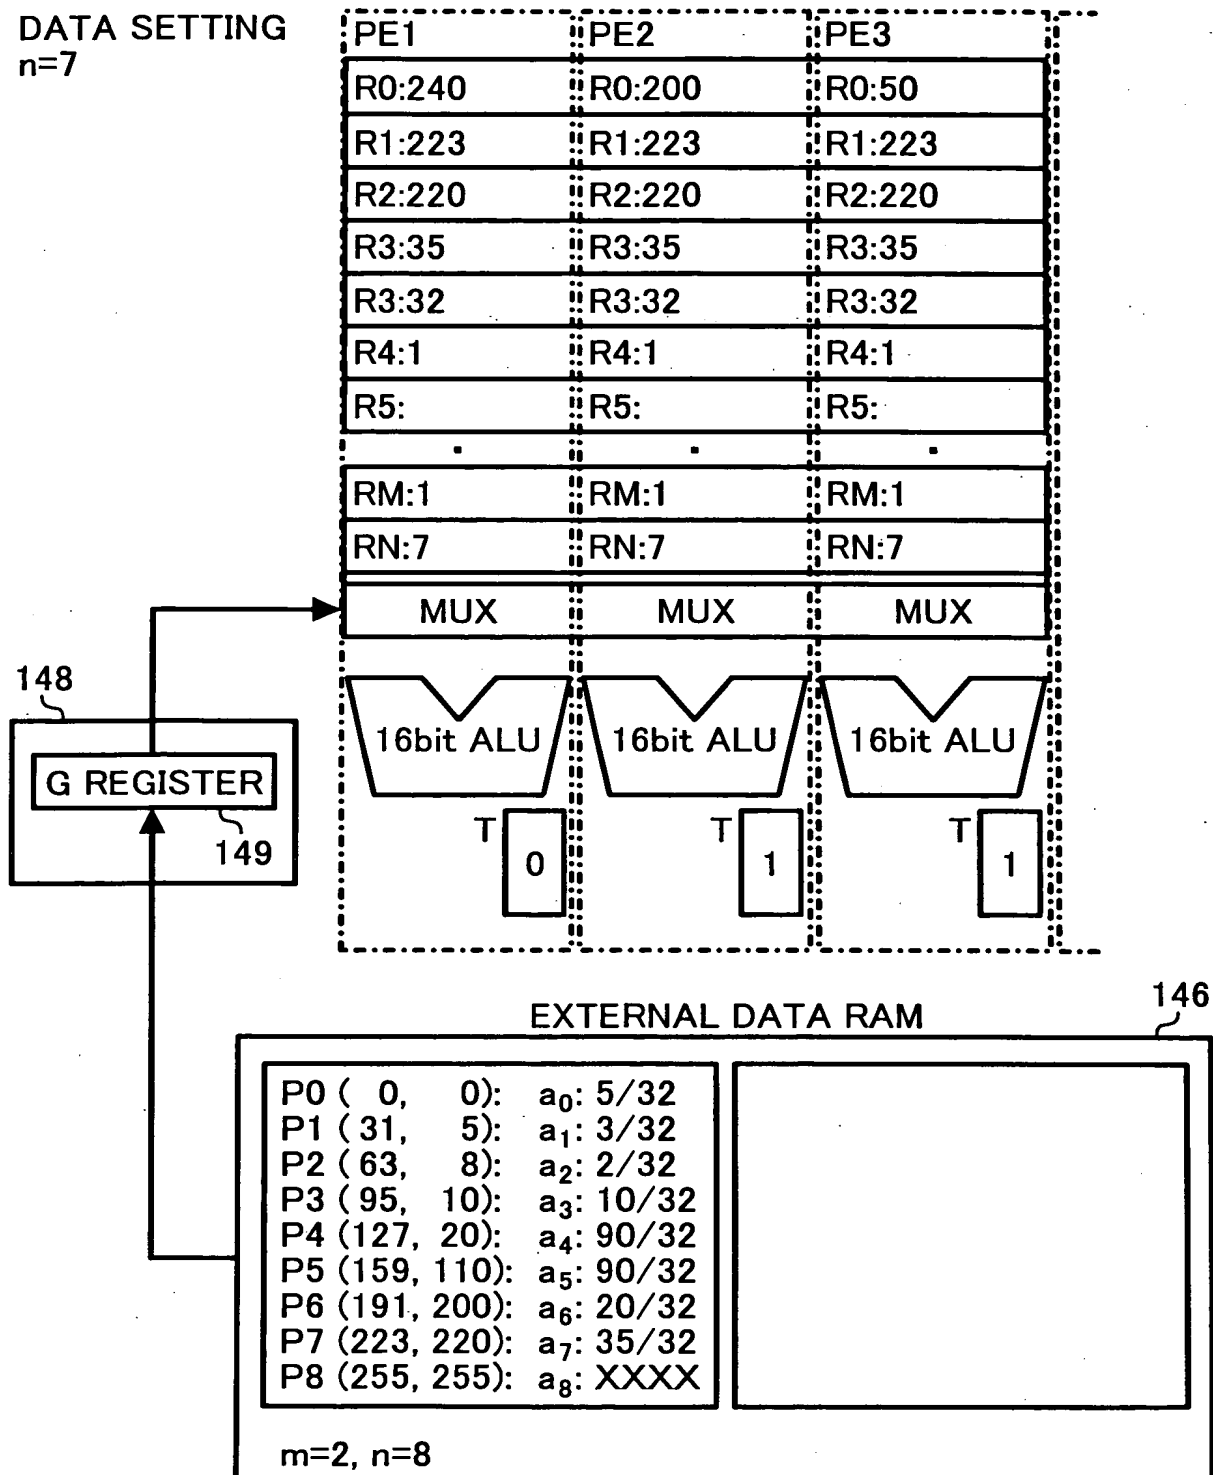 DATA SETTING
n=7
PE1 PE2 PE3
R0:240 R0:200 R0:50
R1:223 R1:223 R1:223
R2:220 R2:220 R2:220
R3:35 R3:35 R3:35
R3:32 R3:32 R3:32
R4:1 R4:1 R4:1
R5: R5: R5:
RM:1 RM:1 RM:1
RN:7 RN:7 RN:7
MUX MUX MUX
148
16bit ALU 16bit ALU 16bit ALU
G REGISTER
149
T T T
0 1 1
EXTERNAL DATA RAM
146
P0 ( 0, 0): a₀: 5/32
P1 ( 31, 5): a₁: 3/32
P2 ( 63, 8): a₂: 2/32
P3 ( 95, 10): a₃: 10/32
P4 (127, 20): a₄: 90/32
P5 (159, 110): a₅: 90/32
P6 (191, 200): a₆: 20/32
P7 (223, 220): a₇: 35/32
P8 (255, 255): a₈: XXXX
m=2, n=8